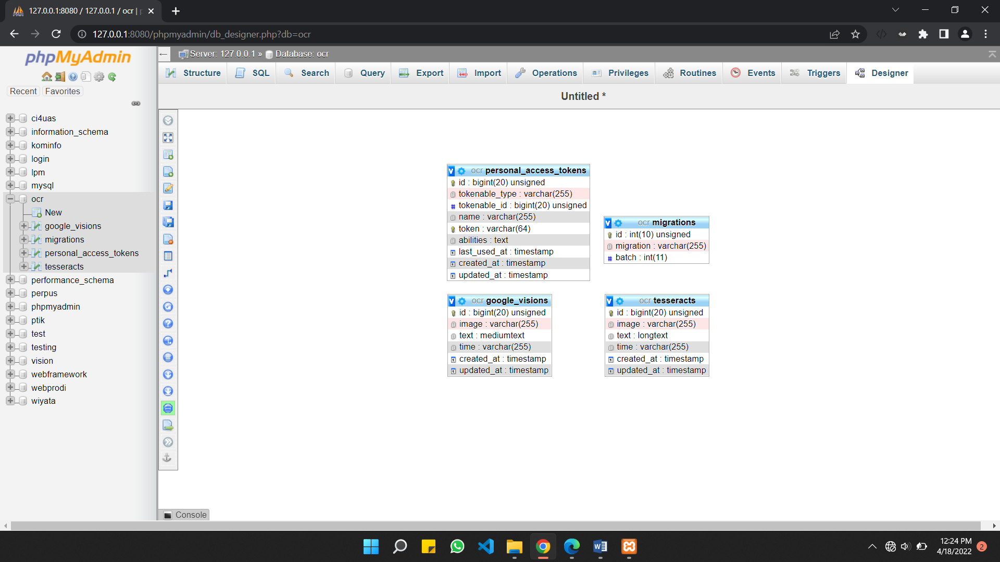 127.0.0.1:8080 / 127.0.0.1 / ocr |
127.0.0.1:8080/phpmyadmin/db_designer.php?db=ocr
phpMyAdmin
Recent Favorites
ci4uas
information_schema
kominfo
login
lpm
mysql
ocr
New
google_visions
migrations
personal_access_tokens
tesseracts
performance_schema
perpus
phpmyadmin
ptik
test
testing
vision
webframework
webprodi
wiyata
Server: 127.0.0.1 » Database: ocr
Structure SQL Search Query Export Import Operations Privileges Routines Events Triggers Designer
Untitled *
v ocr personal_access_tokens
id : bigint(20) unsigned
tokenable_type : varchar(255)
# tokenable_id : bigint(20) unsigned
name : varchar(255)
token : varchar(64)
abilities : text
last_used_at : timestamp
created_at : timestamp
updated_at : timestamp
v ocr migrations
id : int(10) unsigned
migration : varchar(255)
# batch : int(11)
v ocr google_visions
id : bigint(20) unsigned
image : varchar(255)
text : mediumtext
time : varchar(255)
created_at : timestamp
updated_at : timestamp
v ocr tesseracts
id : bigint(20) unsigned
image : varchar(255)
text : longtext
time : varchar(255)
created_at : timestamp
updated_at : timestamp
Console
12:24 PM
4/18/2022
2